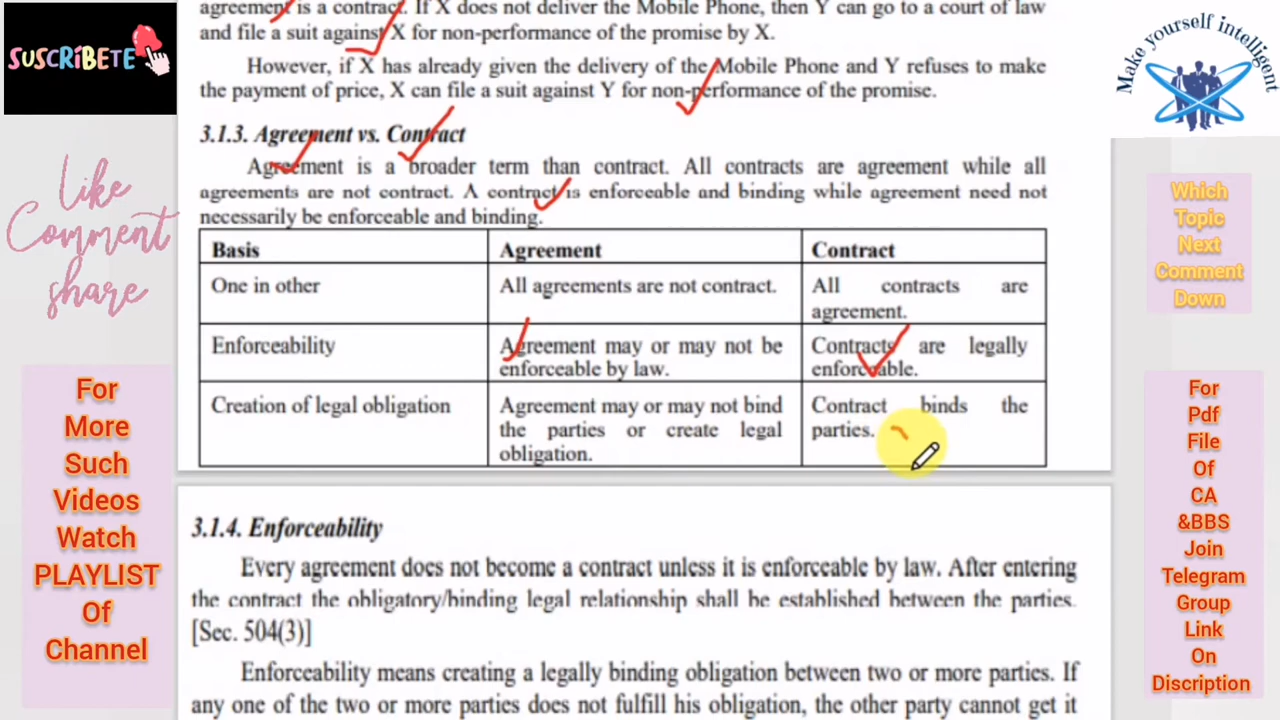 agreement is a contract. If X does not deliver the Mobile Phone, then Y can go to a court of law
and file a suit against X for non-performance of the promise by X.
However, if X has already given the delivery of the Mobile Phone and Y refuses to make
the payment of price, X can file a suit against Y for non-performance of the promise.
3.1.3. Agreement vs. Contract
Agreement is a broader term than contract. All contracts are agreement while all
agreements are not contract. A contract is enforceable and binding while agreement need not
necessarily be enforceable and binding.
Basis Agreement Contract
One in other All agreements are not contract. All contracts are
agreement.
Enforceability Agreement may or may not be Contracts are legally
enforceable by law. enforceable.
Creation of legal obligation Agreement may or may not bind Contract binds the
the parties or create legal parties.
obligation.
3.1.4. Enforceability
Every agreement does not become a contract unless it is enforceable by law. After entering
the contract the obligatory/binding legal relationship shall be established between the parties.
[Sec. 504(3)]
Enforceability means creating a legally binding obligation between two or more parties. If
any one of the two or more parties does not fulfill his obligation, the other party cannot get it
SUSCRÍBETE
like
Comment
share
For
More
Such
Videos
Watch
PLAYLIST
Of
Channel
Make yourself intelligent
Which
Topic
Next
Comment
Down
For
Pdf
File
Of
CA
&BBS
Join
Telegram
Group
Link
On
Discription